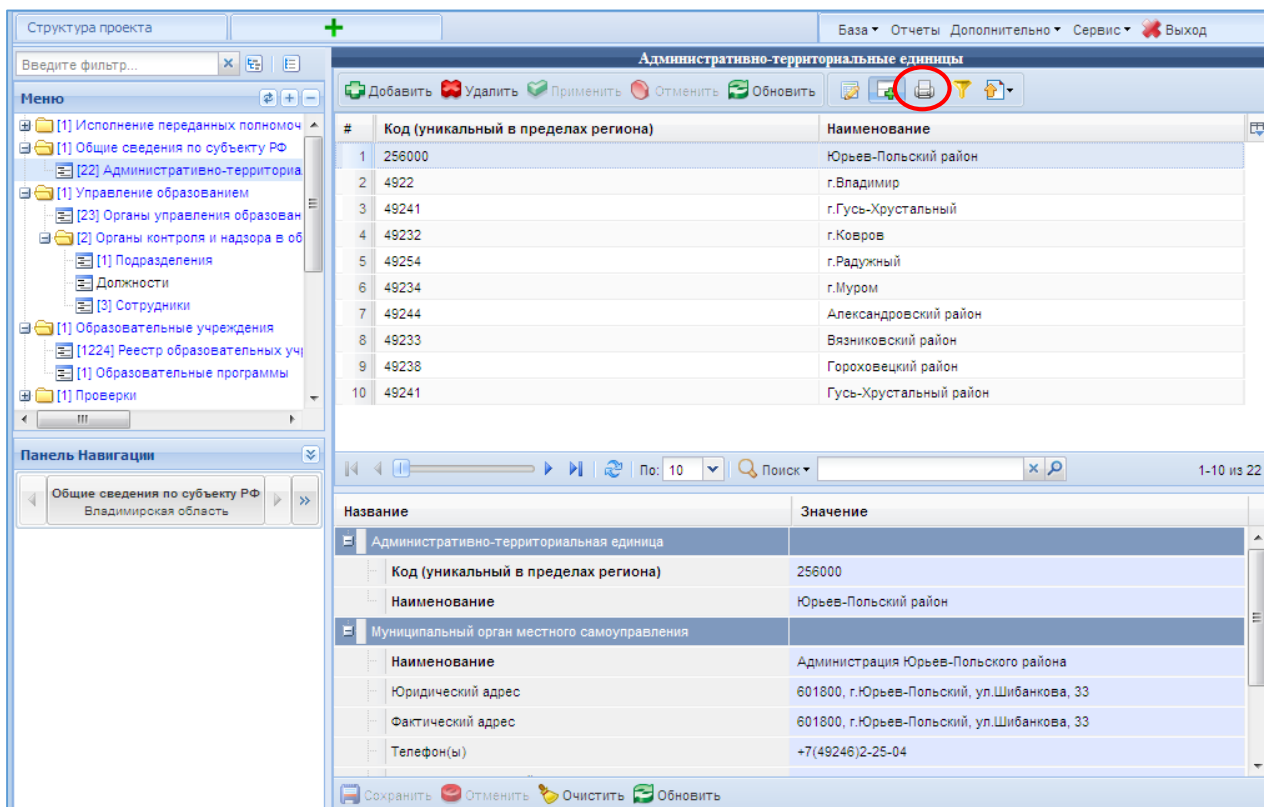 Структура проекта
База Отчеты Дополнительно Сервис Выход
Введите фильтр...
Административно-территориальные единицы
Меню
Добавить Удалить Применить Отменить Обновить
[1] Исполнение переданных полномоч
[1] Общие сведения по субъекту РФ
[22] Административно-территориа.
[1] Управление образованием
[23] Органы управления образован
[2] Органы контроля и надзора в об
[1] Подразделения
Должности
[3] Сотрудники
[1] Образовательные учреждения
[1224] Реестр образовательных уч
[1] Образовательные программы
[1] Проверки
# Код (уникальный в пределах региона) Наименование
1 256000 Юрьев-Польский район
2 4922 г.Владимир
3 49241 г.Гусь-Хрустальный
4 49232 г.Ковров
5 49254 г.Радужный
6 49234 г.Муром
7 49244 Александровский район
8 49233 Вязниковский район
9 49238 Гороховецкий район
10 49241 Гусь-Хрустальный район
Панель Навигации
Общие сведения по субъекту РФ
Владимирская область
По: 10 Поиск 1-10 из 22
Название Значение
Административно-территориальная единица
Код (уникальный в пределах региона) 256000
Наименование Юрьев-Польский район
Муниципальный орган местного самоуправления
Наименование Администрация Юрьев-Польского района
Юридический адрес 601800, г.Юрьев-Польский, ул.Шибанкова, 33
Фактический адрес 601800, г.Юрьев-Польский, ул.Шибанкова, 33
Телефон(ы) +7(49246)2-25-04
Сохранить Отменить Очистить Обновить